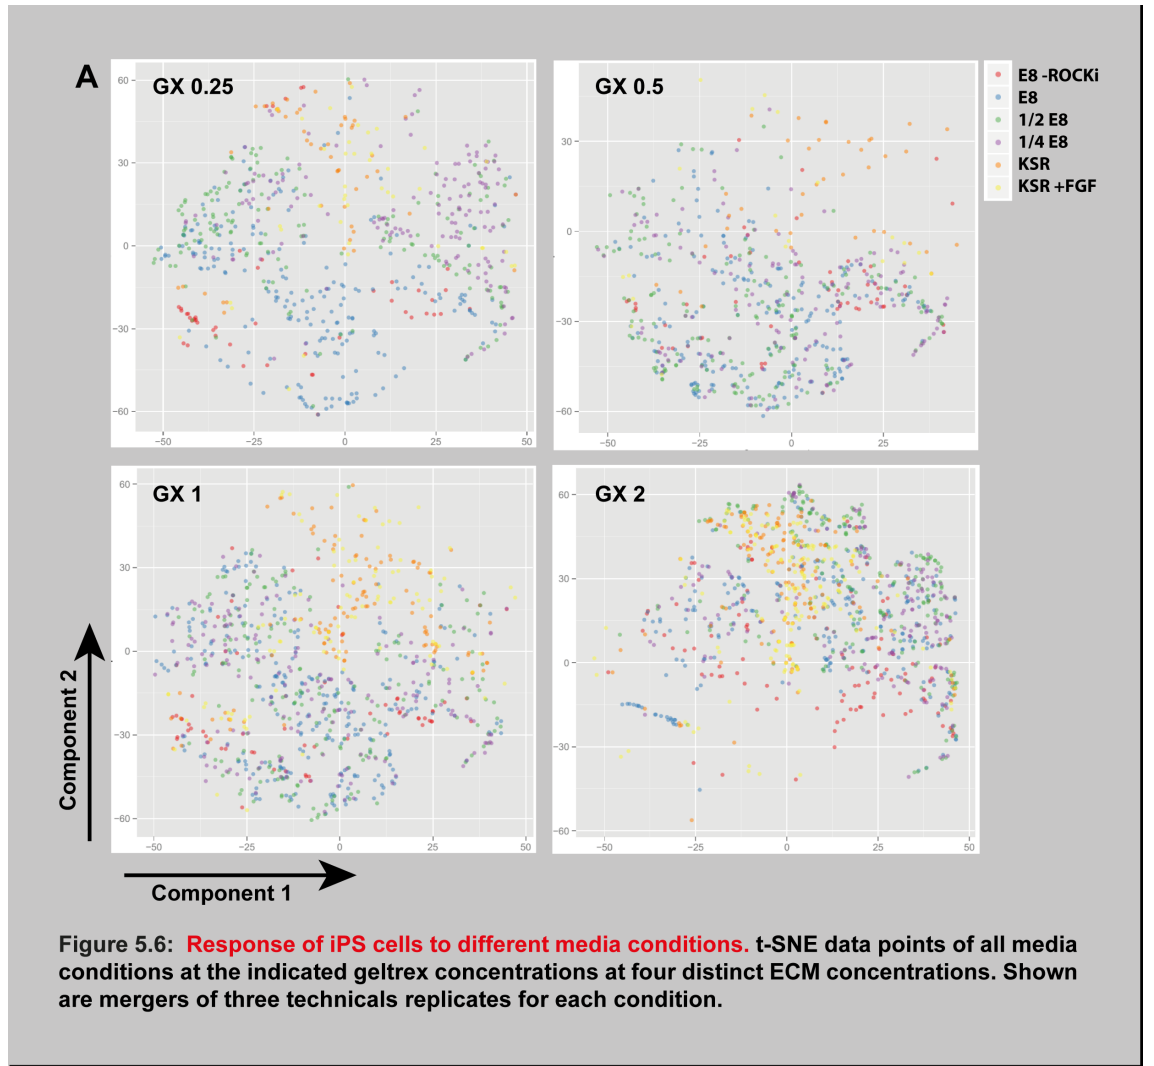 A
GX 0.25
60
30
0
−30
−60
−50
−25
0
25
50
GX 0.5
30
0
−30
−60
−50
−25
0
25
E8 -ROCKi
E8
1/2 E8
1/4 E8
KSR
KSR +FGF
GX 1
60
30
0
−30
−60
−50
−25
0
25
50
GX 2
60
30
0
−30
−60
−50
−25
0
25
50
Component 2
Component 1
Figure 5.6: Response of iPS cells to different media conditions. t-SNE data points of all media
conditions at the indicated geltrex concentrations at four distinct ECM concentrations. Shown
are mergers of three technicals replicates for each condition.